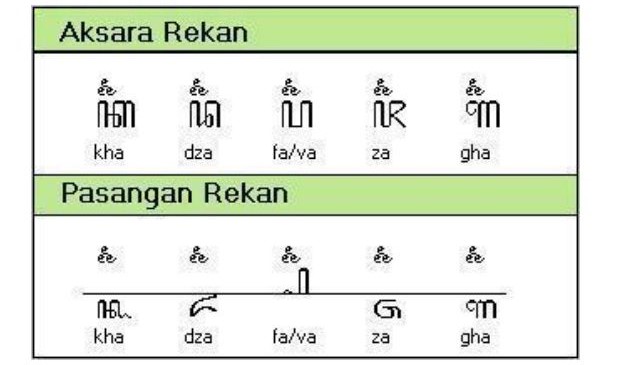 Aksara Rekan
ꦏ꦳ ꦢ꦳ ꦥ꦳ ꦗ꦳ ꦒ꦳
kha dza fa/va za gha
Pasangan Rekan
꧀ꦏ꦳ ꧀ꦢ꦳ ꧀ꦥ꦳ ꧀ꦗ꦳ ꧀ꦒ꦳
kha dza fa/va za gha